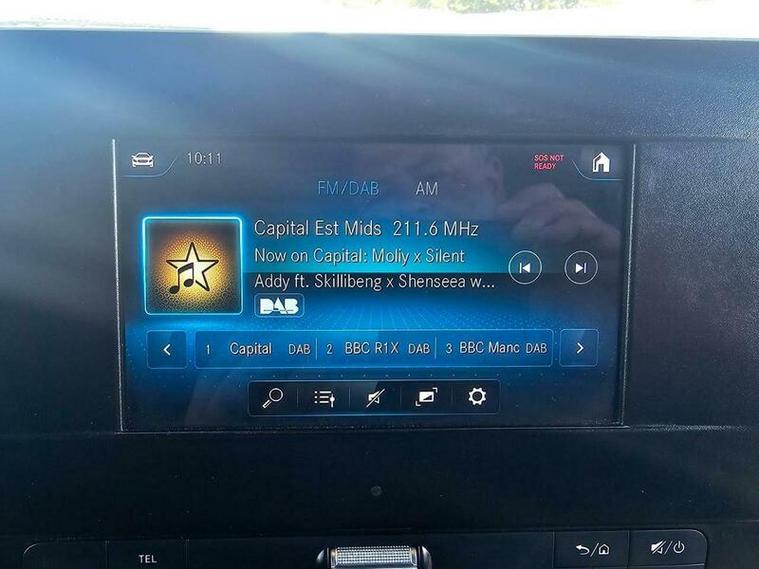 10:11
SOS NOT
READY
FM/DAB AM
Capital Est Mids 211.6 MHz
Now on Capital: Moliy x Silent
Addy ft. Skillibeng x Shenseea w...
DAB
1 Capital DAB 2 BBC R1X DAB 3 BBC Manc DAB
TEL